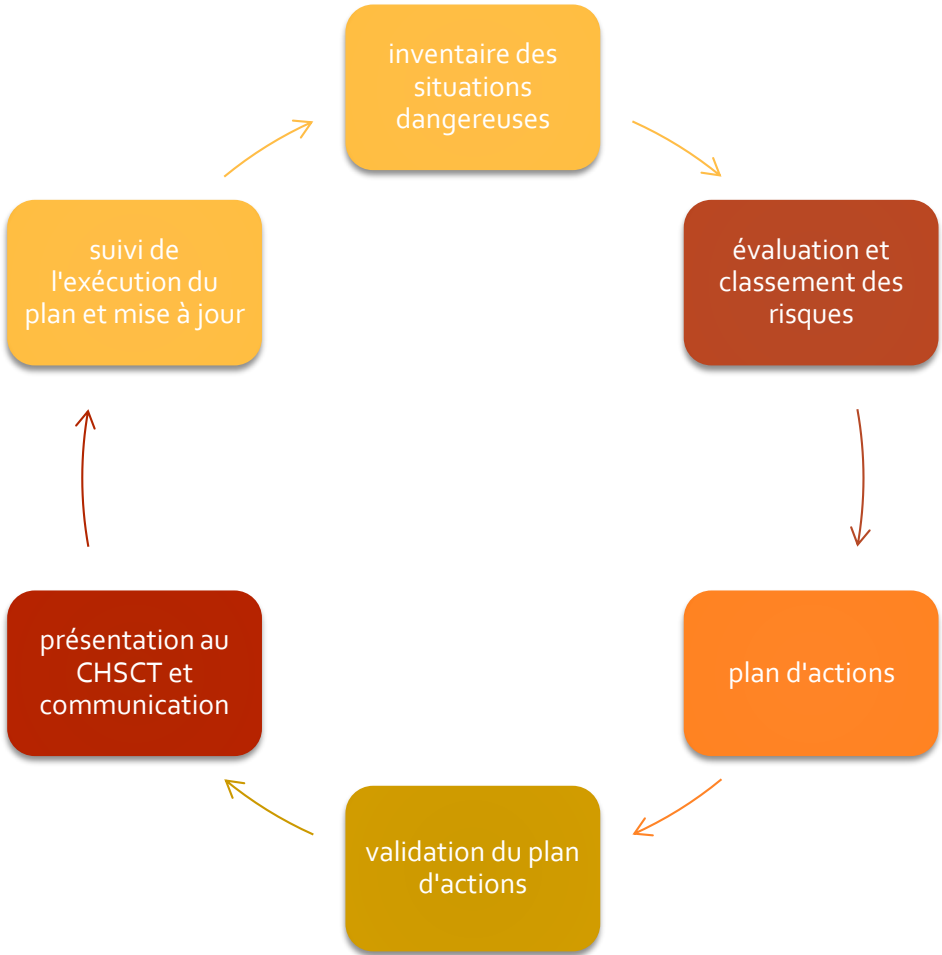 inventaire des
situations
dangereuses
évaluation et
classement des
risques
plan d'actions
validation du plan
d'actions
présentation au
CHSCT et
communication
suivi de
l'exécution du
plan et mise à jour